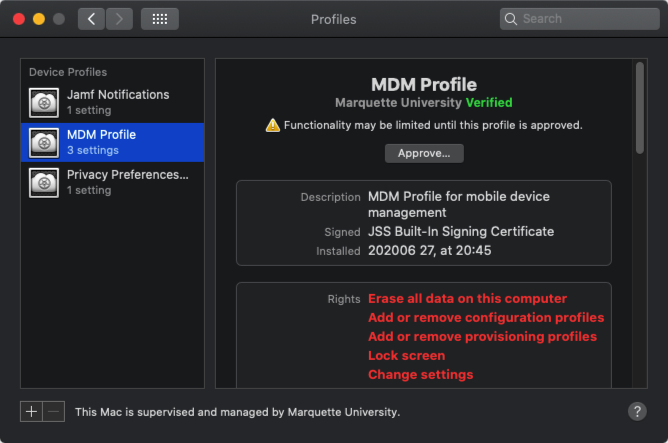 Profiles
Search
Device Profiles
Jamf Notifications
1 setting
MDM Profile
3 settings
Privacy Preferences...
1 setting
MDM Profile
Marquette University Verified
Functionality may be limited until this profile is approved.
Approve...
Description MDM Profile for mobile device
management
Signed JSS Built-In Signing Certificate
Installed 202006 27, at 20:45
Rights Erase all data on this computer
Add or remove configuration profiles
Add or remove provisioning profiles
Lock screen
Change settings
This Mac is supervised and managed by Marquette University.
?